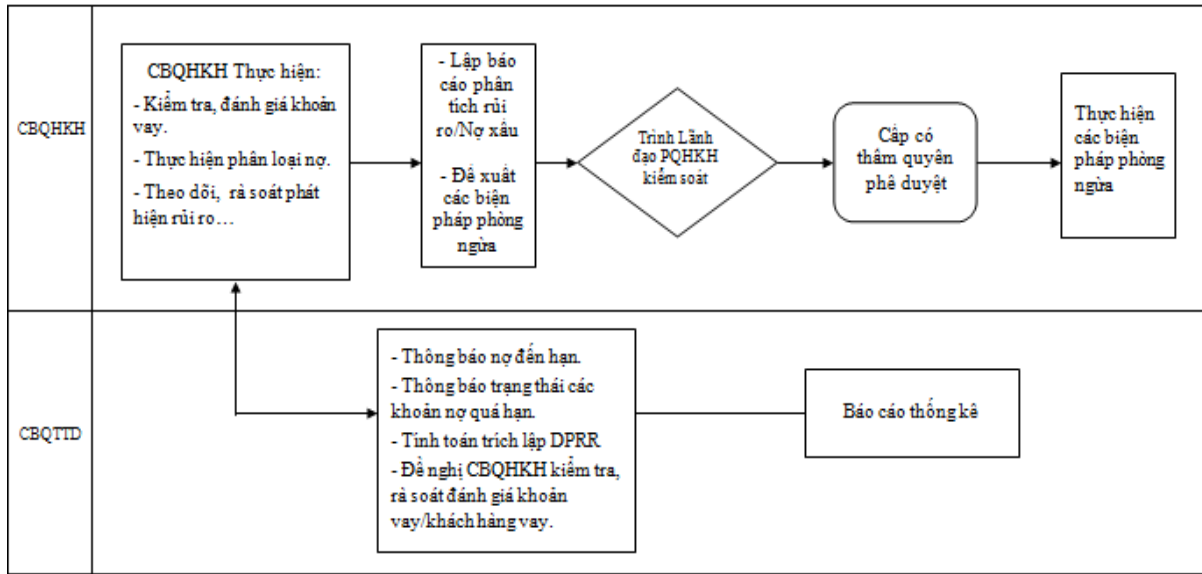 CBQHKH
CBQHKH Thực hiện:
- Kiểm tra, đánh giá khoản
vay.
- Thực hiện phân loại nợ.
- Theo dõi, rà soát phát
hiện rủi ro…
- Lập báo
cáo phân
tích rủi
ro/Nợ xấu
- Đề xuất
các biện
pháp phòng
ngừa
Trình Lãnh
đạo PQHKH
kiểm soát
Cấp có
thẩm quyền
phê duyệt
Thực hiện
các biện
pháp phòng
ngừa
CBQTTD
- Thông báo nợ đến hạn.
- Thông báo trạng thái các
khoản nợ quá hạn.
- Tính toán trích lập DPRR
- Đề nghị CBQHKH kiểm tra,
rà soát đánh giá khoản
vay/khách hàng vay.
Báo cáo thống kê